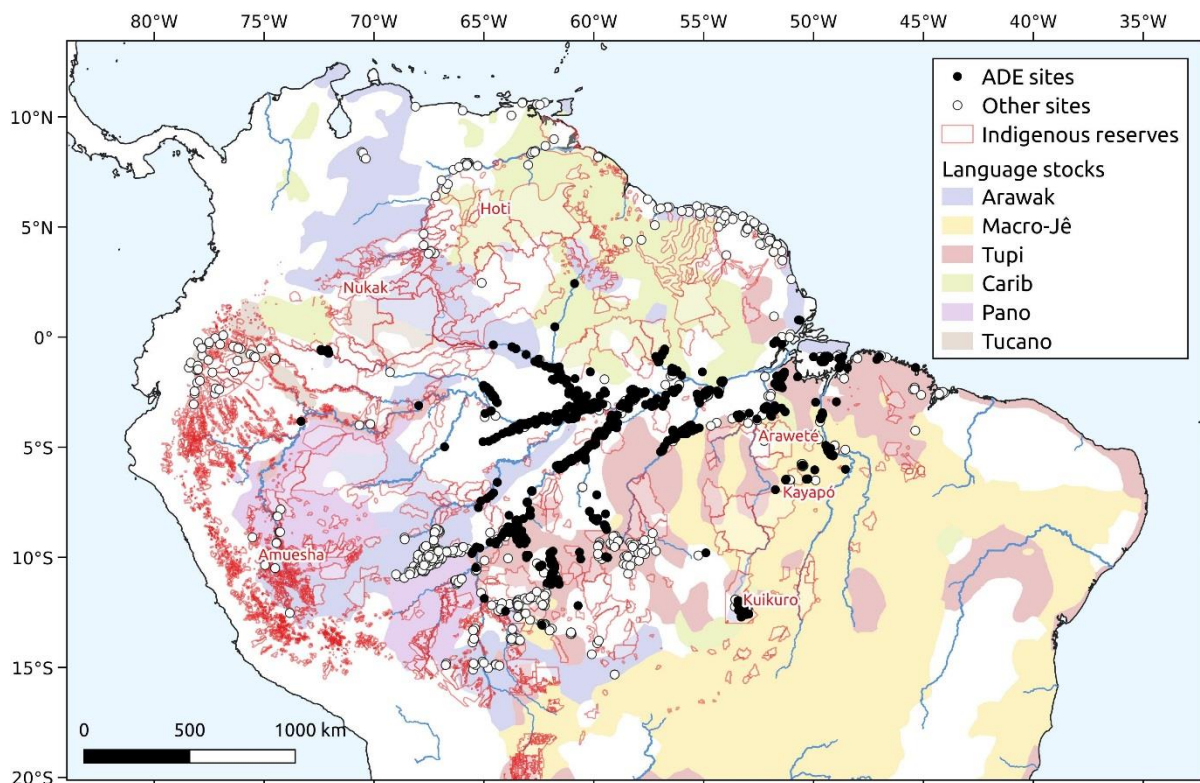 80°W 75°W 70°W 65°W 60°W 55°W 50°W 45°W 40°W 35°W
ADE sites
Other sites
Indigenous reserves
Language stocks
Arawak
Macro-Jê
Tupi
Carib
Pano
Tucano
10°N
5°N
0°
5°S
10°S
15°S
20°S
Hoti
Nukak
Araweté
Kayapó
Amuesha
Kuikuro
0 500 1000 km